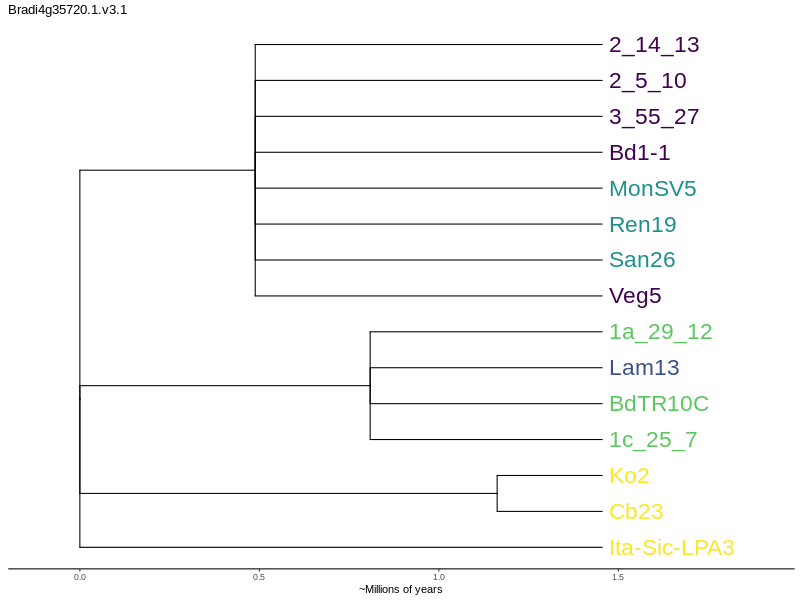 Bradi4g35720.1.v3.1
2_14_13
2_5_10
3_55_27
Bd1-1
MonSV5
Ren19
San26
Veg5
1a_29_12
Lam13
BdTR10C
1c_25_7
Ko2
Cb23
Ita-Sic-LPA3
0.0 0.5 1.0 1.5
~Millions of years